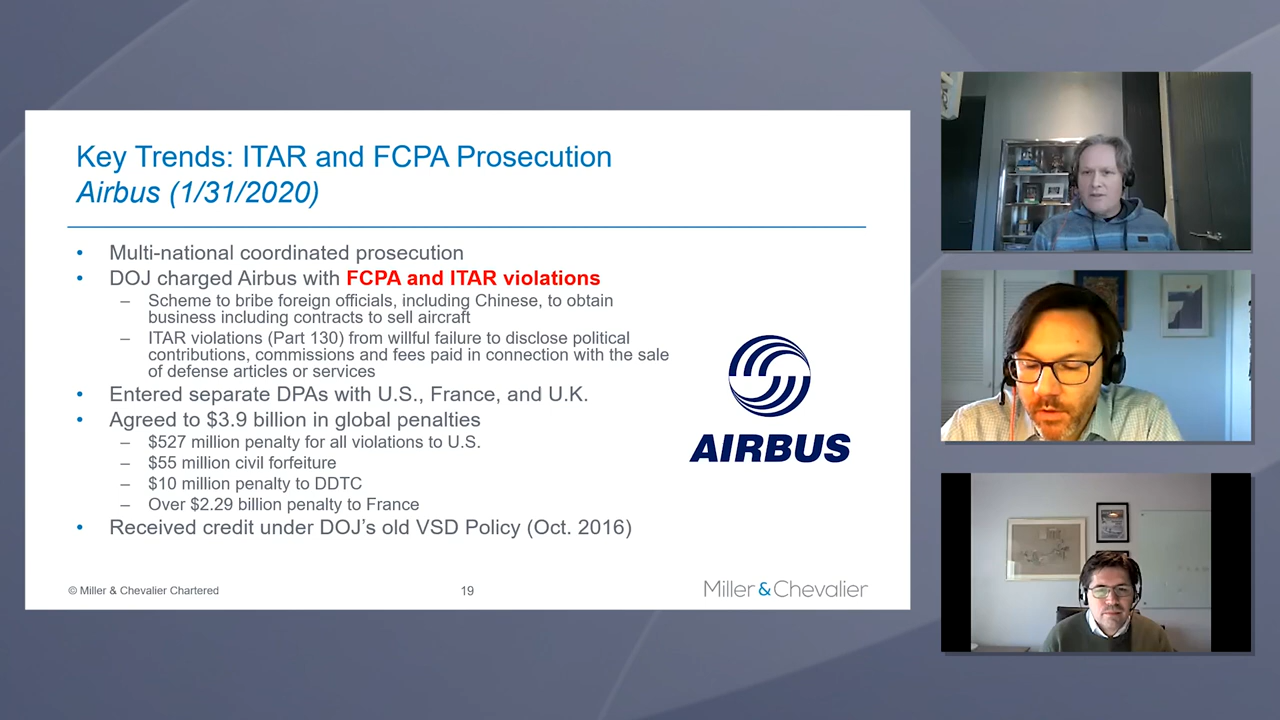 Key Trends: ITAR and FCPA Prosecution
Airbus (1/31/2020)
• Multi-national coordinated prosecution
• DOJ charged Airbus with FCPA and ITAR violations
– Scheme to bribe foreign officials, including Chinese, to obtain
business including contracts to sell aircraft
– ITAR violations (Part 130) from willful failure to disclose political
contributions, commissions and fees paid in connection with the sale
of defense articles or services
• Entered separate DPAs with U.S., France, and U.K.
• Agreed to $3.9 billion in global penalties
– $527 million penalty for all violations to U.S.
– $55 million civil forfeiture
– $10 million penalty to DDTC
– Over $2.29 billion penalty to France
• Received credit under DOJ's old VSD Policy (Oct. 2016)
AIRBUS
© Miller & Chevalier Chartered
19
Miller & Chevalier